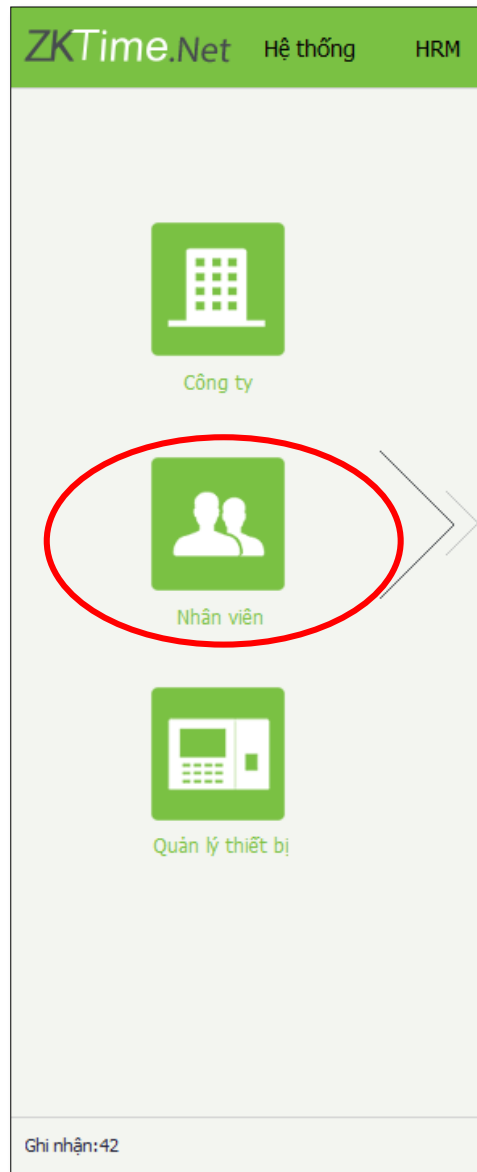 ZKTime.Net Hệ thống HRM
Công ty
Nhân viên
Quản lý thiết bị
Ghi nhận:42